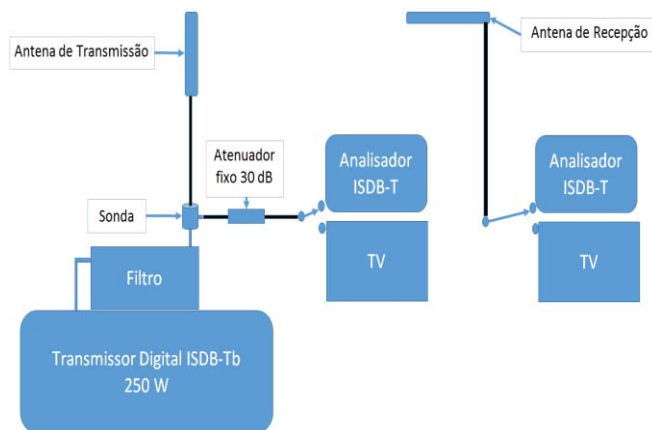 Antena de Transmissão
Antena de Recepção
Atenuador
fixo 30 dB
Analisador
ISDB-T
Analisador
ISDB-T
Sonda
TV
TV
Filtro
Transmissor Digital ISDB-Tb
250 W